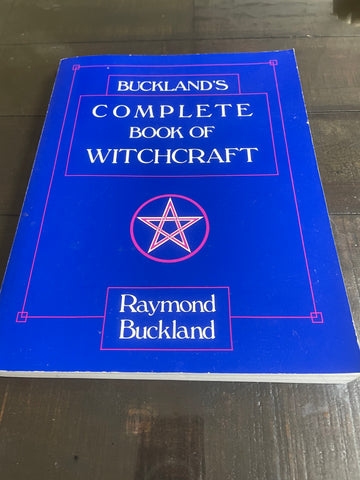 BUCKLAND'S
COMPLETE
BOOK OF
WITCHCRAFT
Raymond
Buckland